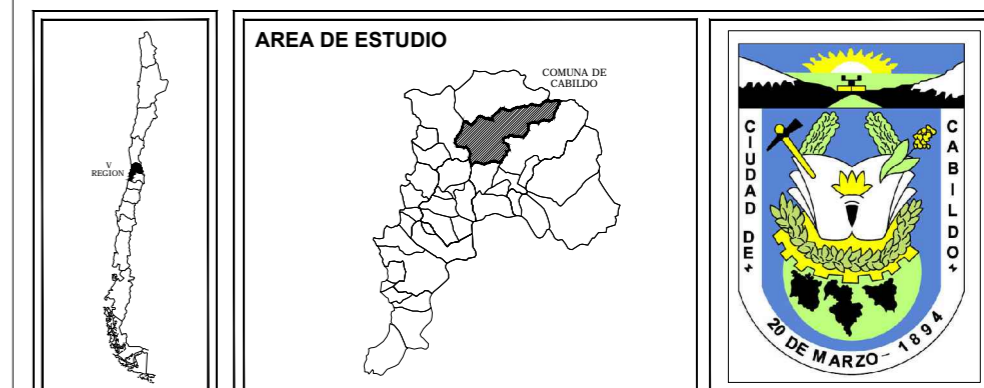 V
REGION
AREA DE ESTUDIO
COMUNA DE
CABILDO
CIUDAD DE
CABILDO
20 DE MARZO - 1894